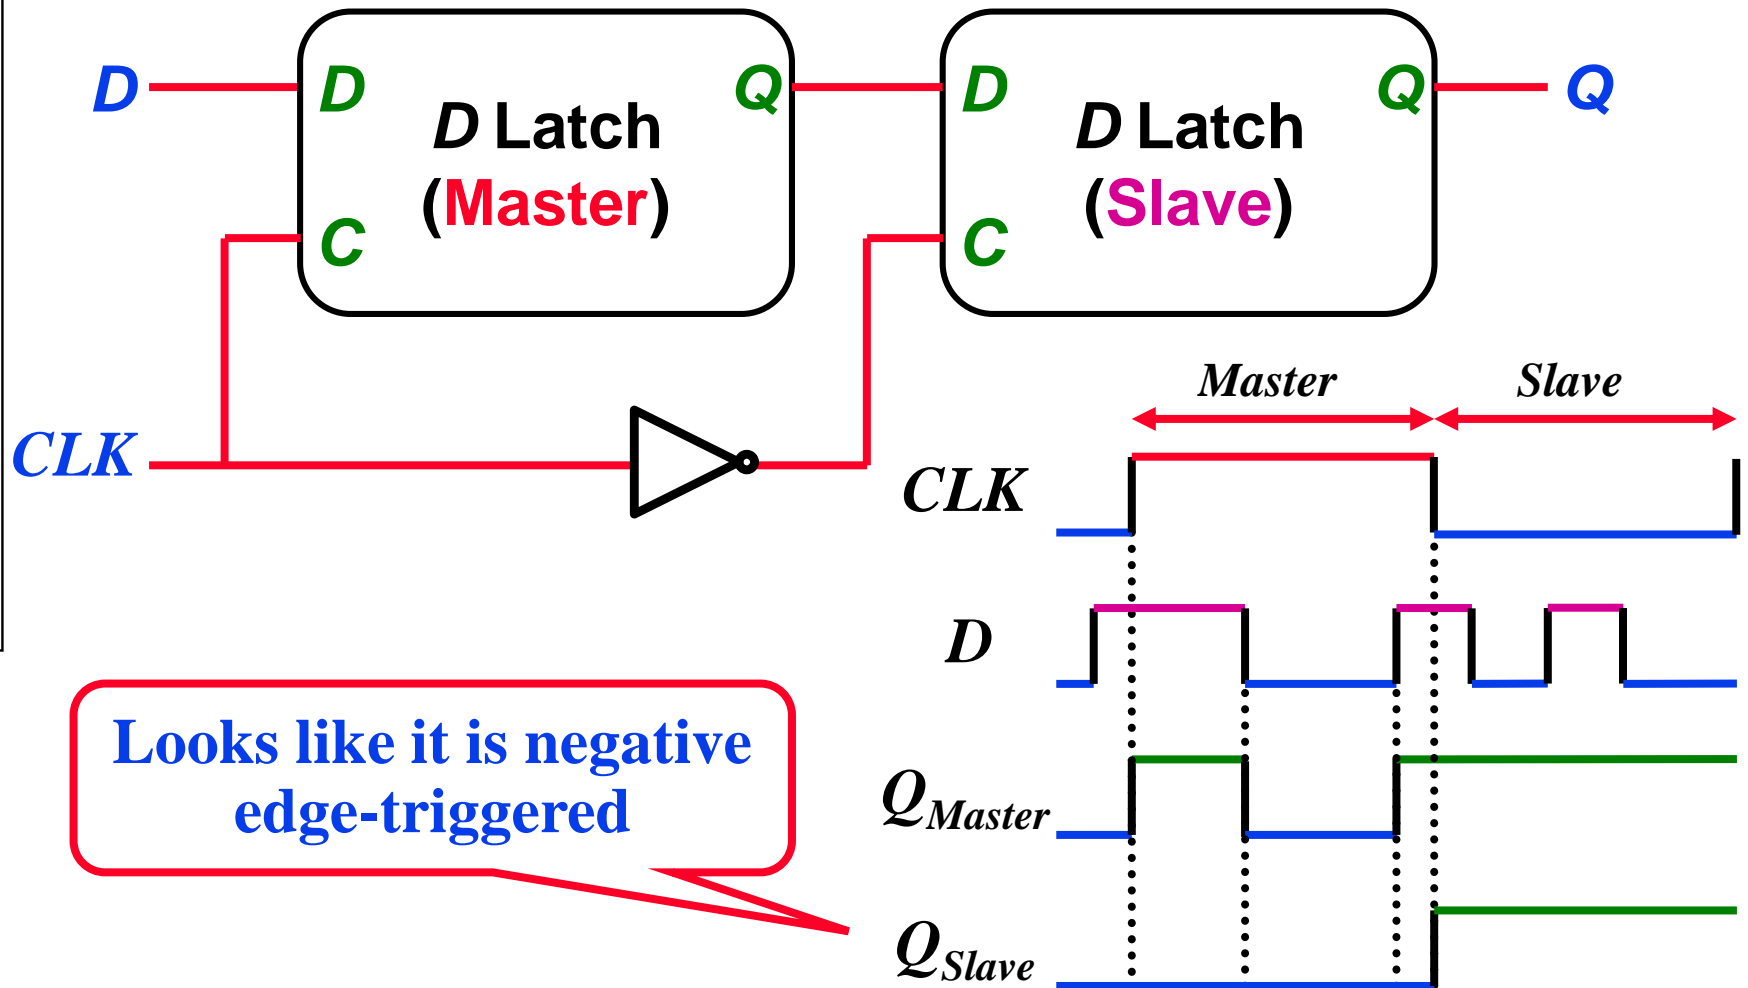 D
D
Q
D Latch
(Master)
C
D
Q
D Latch
(Slave)
C
Q
CLK
Master
Slave
CLK
D
Looks like it is negative
edge-triggered
QMaster
QSlave